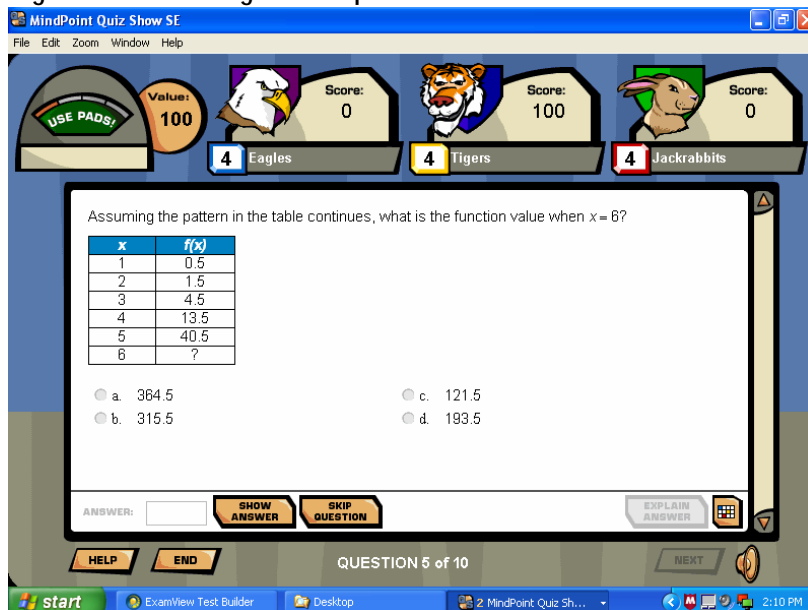 MindPoint Quiz Show SE
File Edit Zoom Window Help
USE PADS!
Value:
100
Score:
0
4 Eagles
Score:
100
4 Tigers
Score:
0
4 Jackrabbits
Assuming the pattern in the table continues, what is the function value when x = 6?
x f(x)
1 0.5
2 1.5
3 4.5
4 13.5
5 40.5
6 ?
a. 364.5
b. 315.5
c. 121.5
d. 193.5
ANSWER:
SHOW
ANSWER
SKIP
QUESTION
EXPLAIN
ANSWER
HELP
END
QUESTION 5 of 10
NEXT
start
ExamView Test Builder
Desktop
2 MindPoint Quiz Sh...
2:10 PM